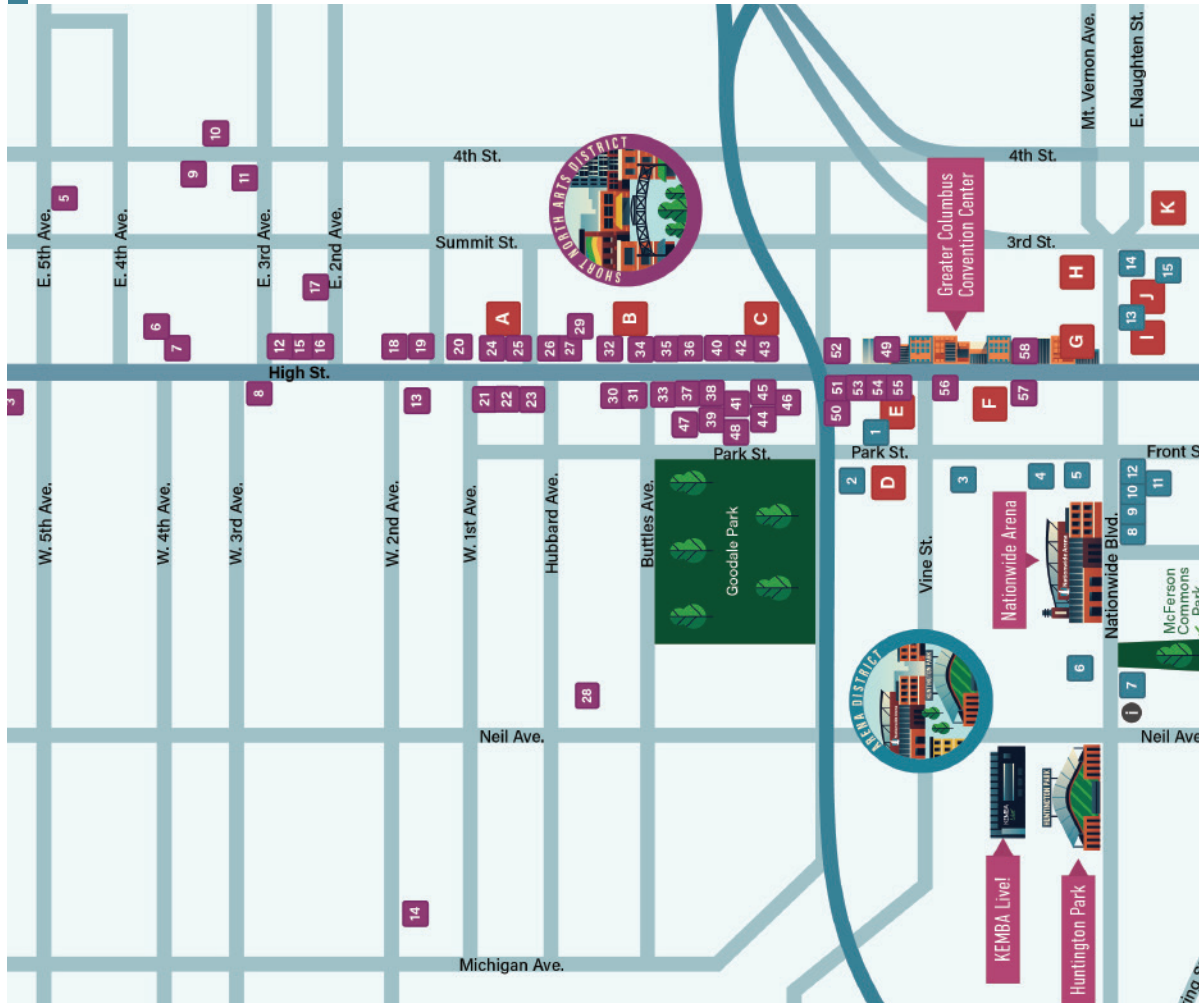 E. 5th Ave.
E. 4th Ave.
E. 3rd Ave.
E. 2nd Ave.
4th St.
4th St.
Mt. Vernon Ave.
E. Naughten St.
Summit St.
3rd St.
SHORT NORTH ARTS DISTRICT
Greater Columbus
Convention Center
High St.
5
9
10
11
6
7
17
12
15
16
18
19
20
24
25
26
27
29
32
34
35
36
40
42
43
52
49
58
A
B
C
G
H
I
J
K
13
14
15
3
8
13
21
22
23
30
31
33
37
38
45
47
39
41
44
46
48
51
53
54
55
50
56
57
E
F
1
Park St.
Park St.
Front S
W. 5th Ave.
W. 4th Ave.
W. 3rd Ave.
W. 2nd Ave.
W. 1st Ave.
Hubbard Ave.
Buttles Ave.
Goodale Park
2
D
3
4
5
12
10
9
8
11
Vine St.
Nationwide Arena
Nationwide Blvd.
McFerson
Commons
Park
28
6
7
i
ARENA DISTRICT
HUNTINGTON PARK
Neil Ave.
Neil Ave
KEMBA Live!
HUNTINGTON PARK
Huntington Park
14
Michigan Ave.